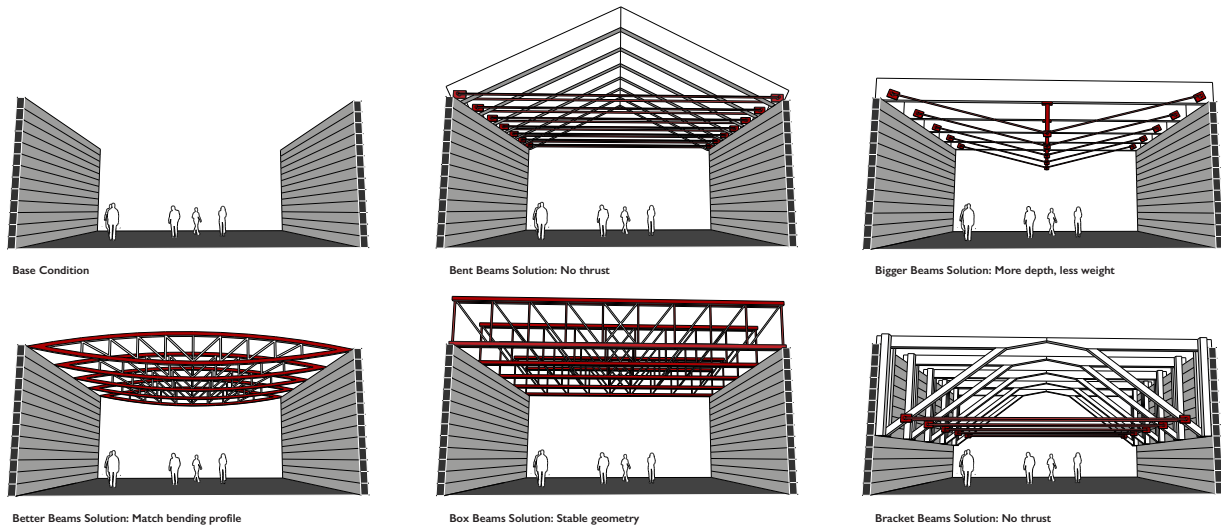 Base Condition
Bent Beams Solution: No thrust
Bigger Beams Solution: More depth, less weight
Better Beams Solution: Match bending profile
Box Beams Solution: Stable geometry
Bracket Beams Solution: No thrust